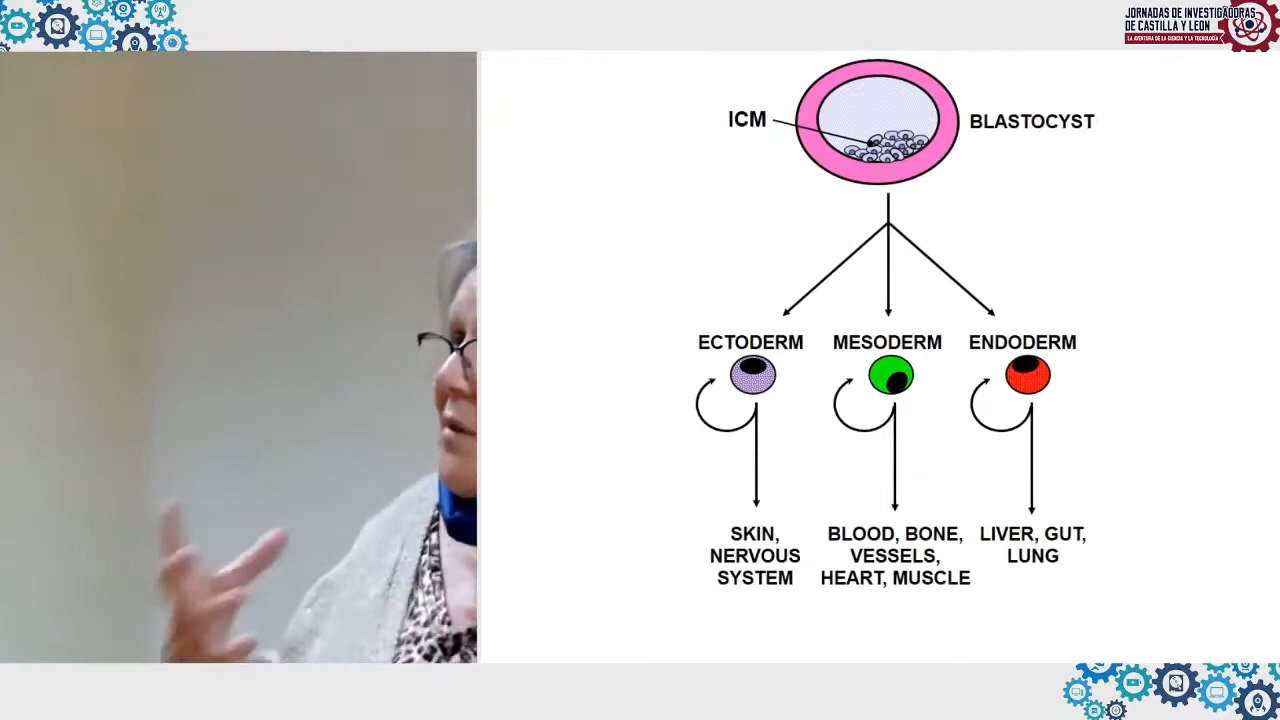 JORNADAS DE INVESTIGADORAS
DE CASTILLA Y LEÓN
LA AVENTURA DE LA CIENCIA Y LA TECNOLOGÍA
ICM
BLASTOCYST
ECTODERM MESODERM ENDODERM
SKIN,
NERVOUS
SYSTEM
BLOOD, BONE,
VESSELS,
HEART, MUSCLE
LIVER, GUT,
LUNG